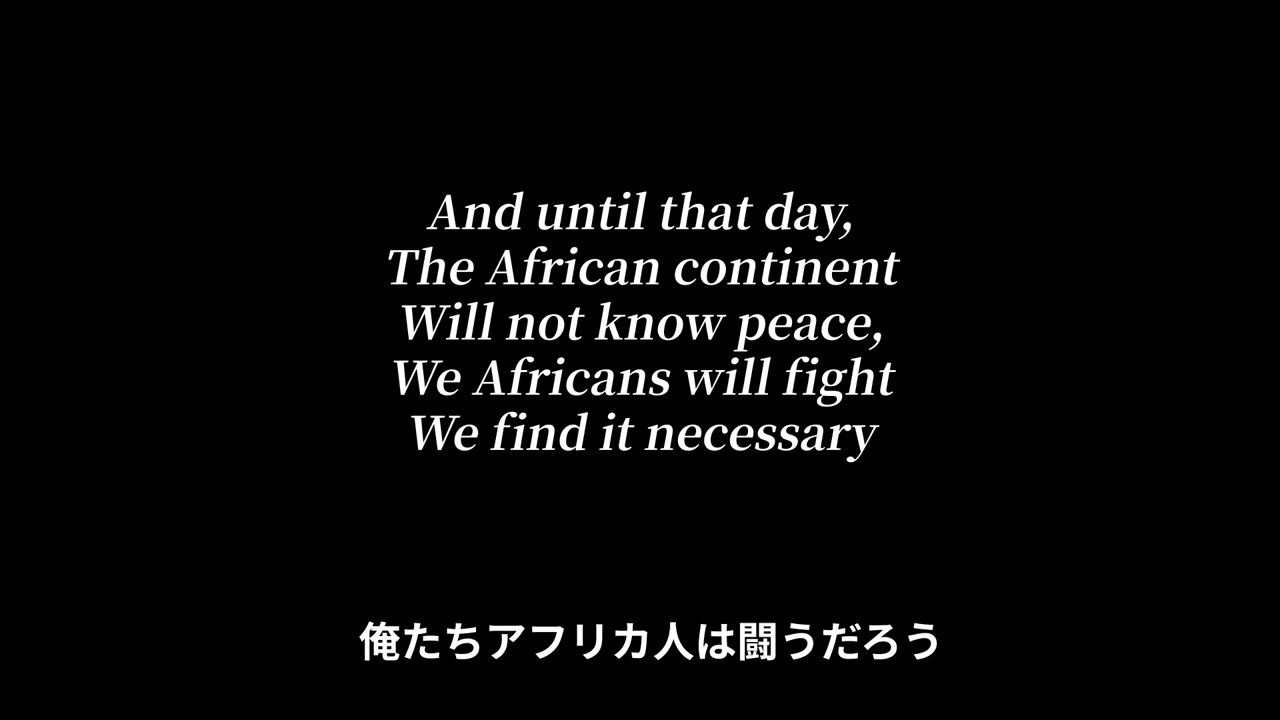 And until that day,
The African continent
Will not know peace,
We Africans will fight
We find it necessary
俺たちアフリカ人は闘うだろう